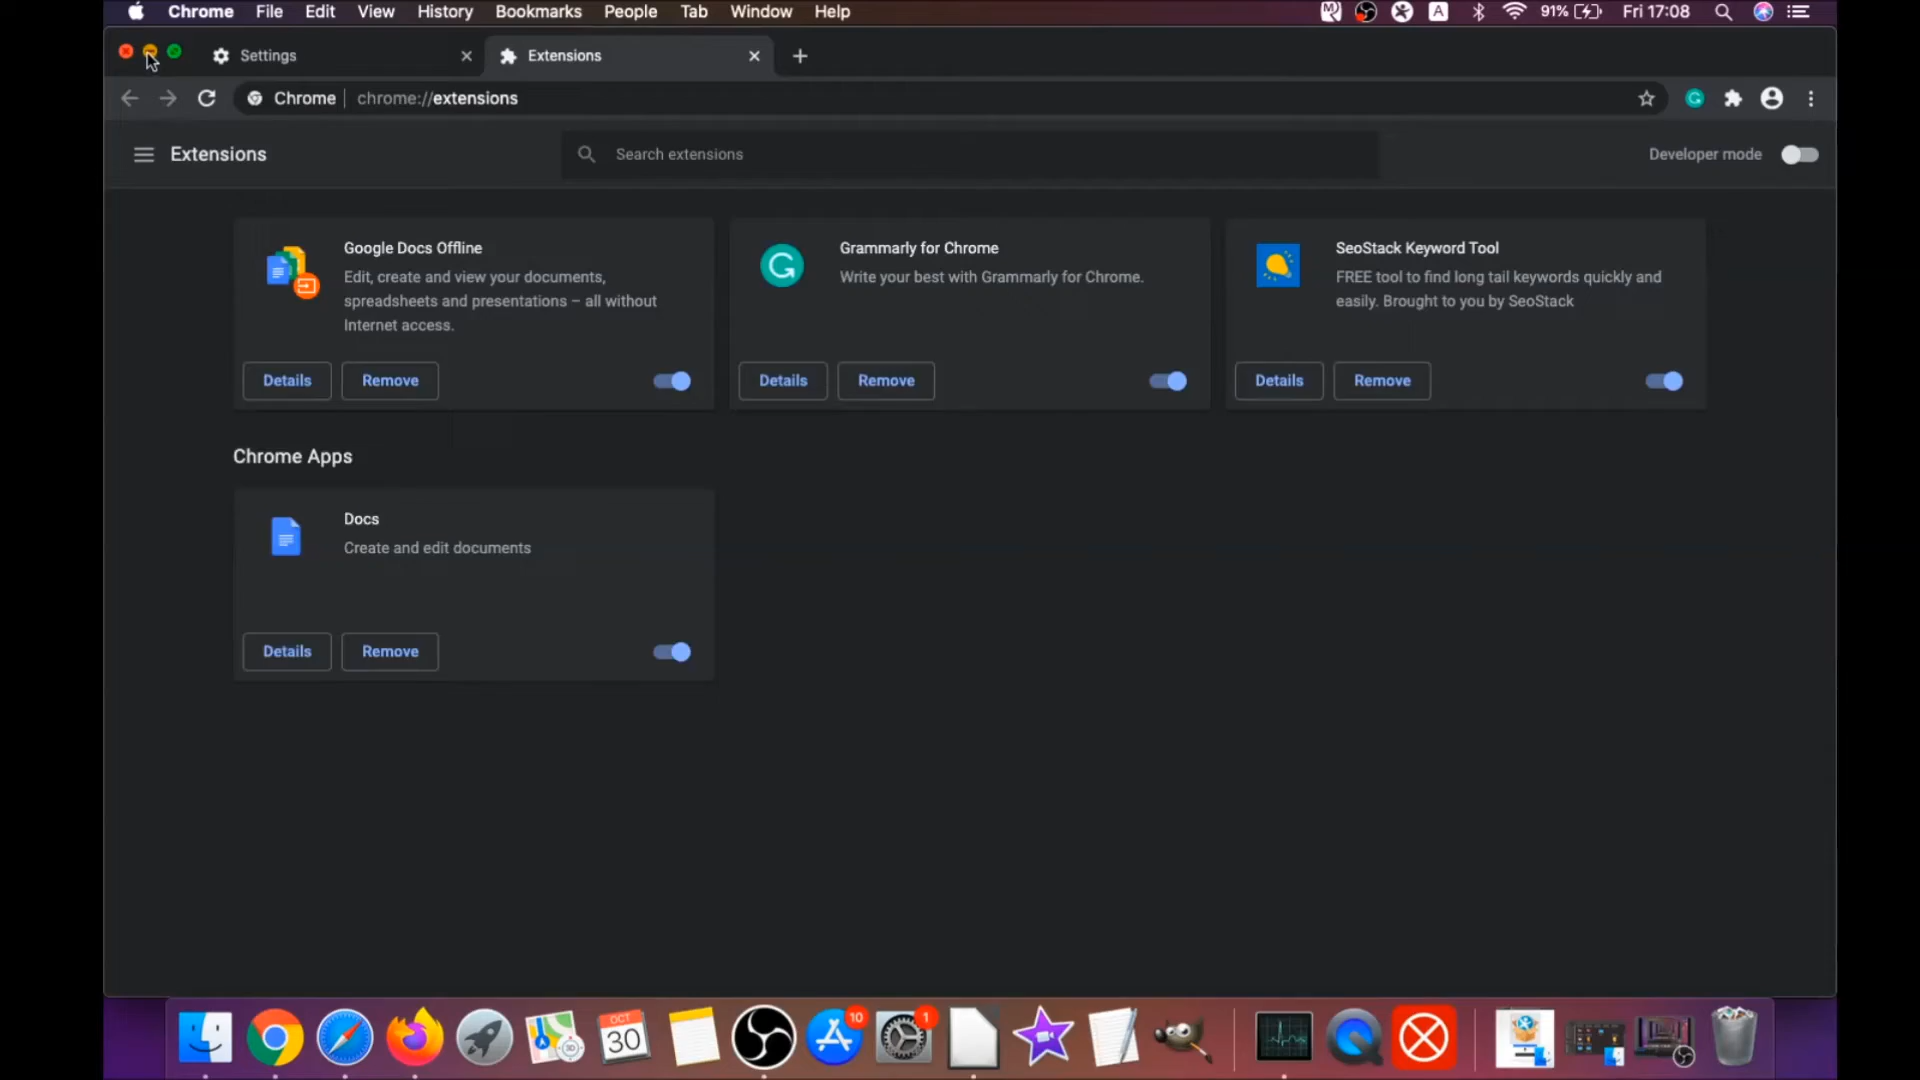 Chrome File Edit View History Bookmarks People Tab Window Help A 91% Fri 17:08
Settings Extensions
Chrome chrome://extensions
Extensions Search extensions Developer mode
Google Docs Offline
Edit, create and view your documents,
spreadsheets and presentations – all without
Internet access.
Details Remove
Grammarly for Chrome
Write your best with Grammarly for Chrome.
Details Remove
SeoStack Keyword Tool
FREE tool to find long tail keywords quickly and
easily. Brought to you by SeoStack
Details Remove
Chrome Apps
Docs
Create and edit documents
Details Remove
OCT
30
10
1